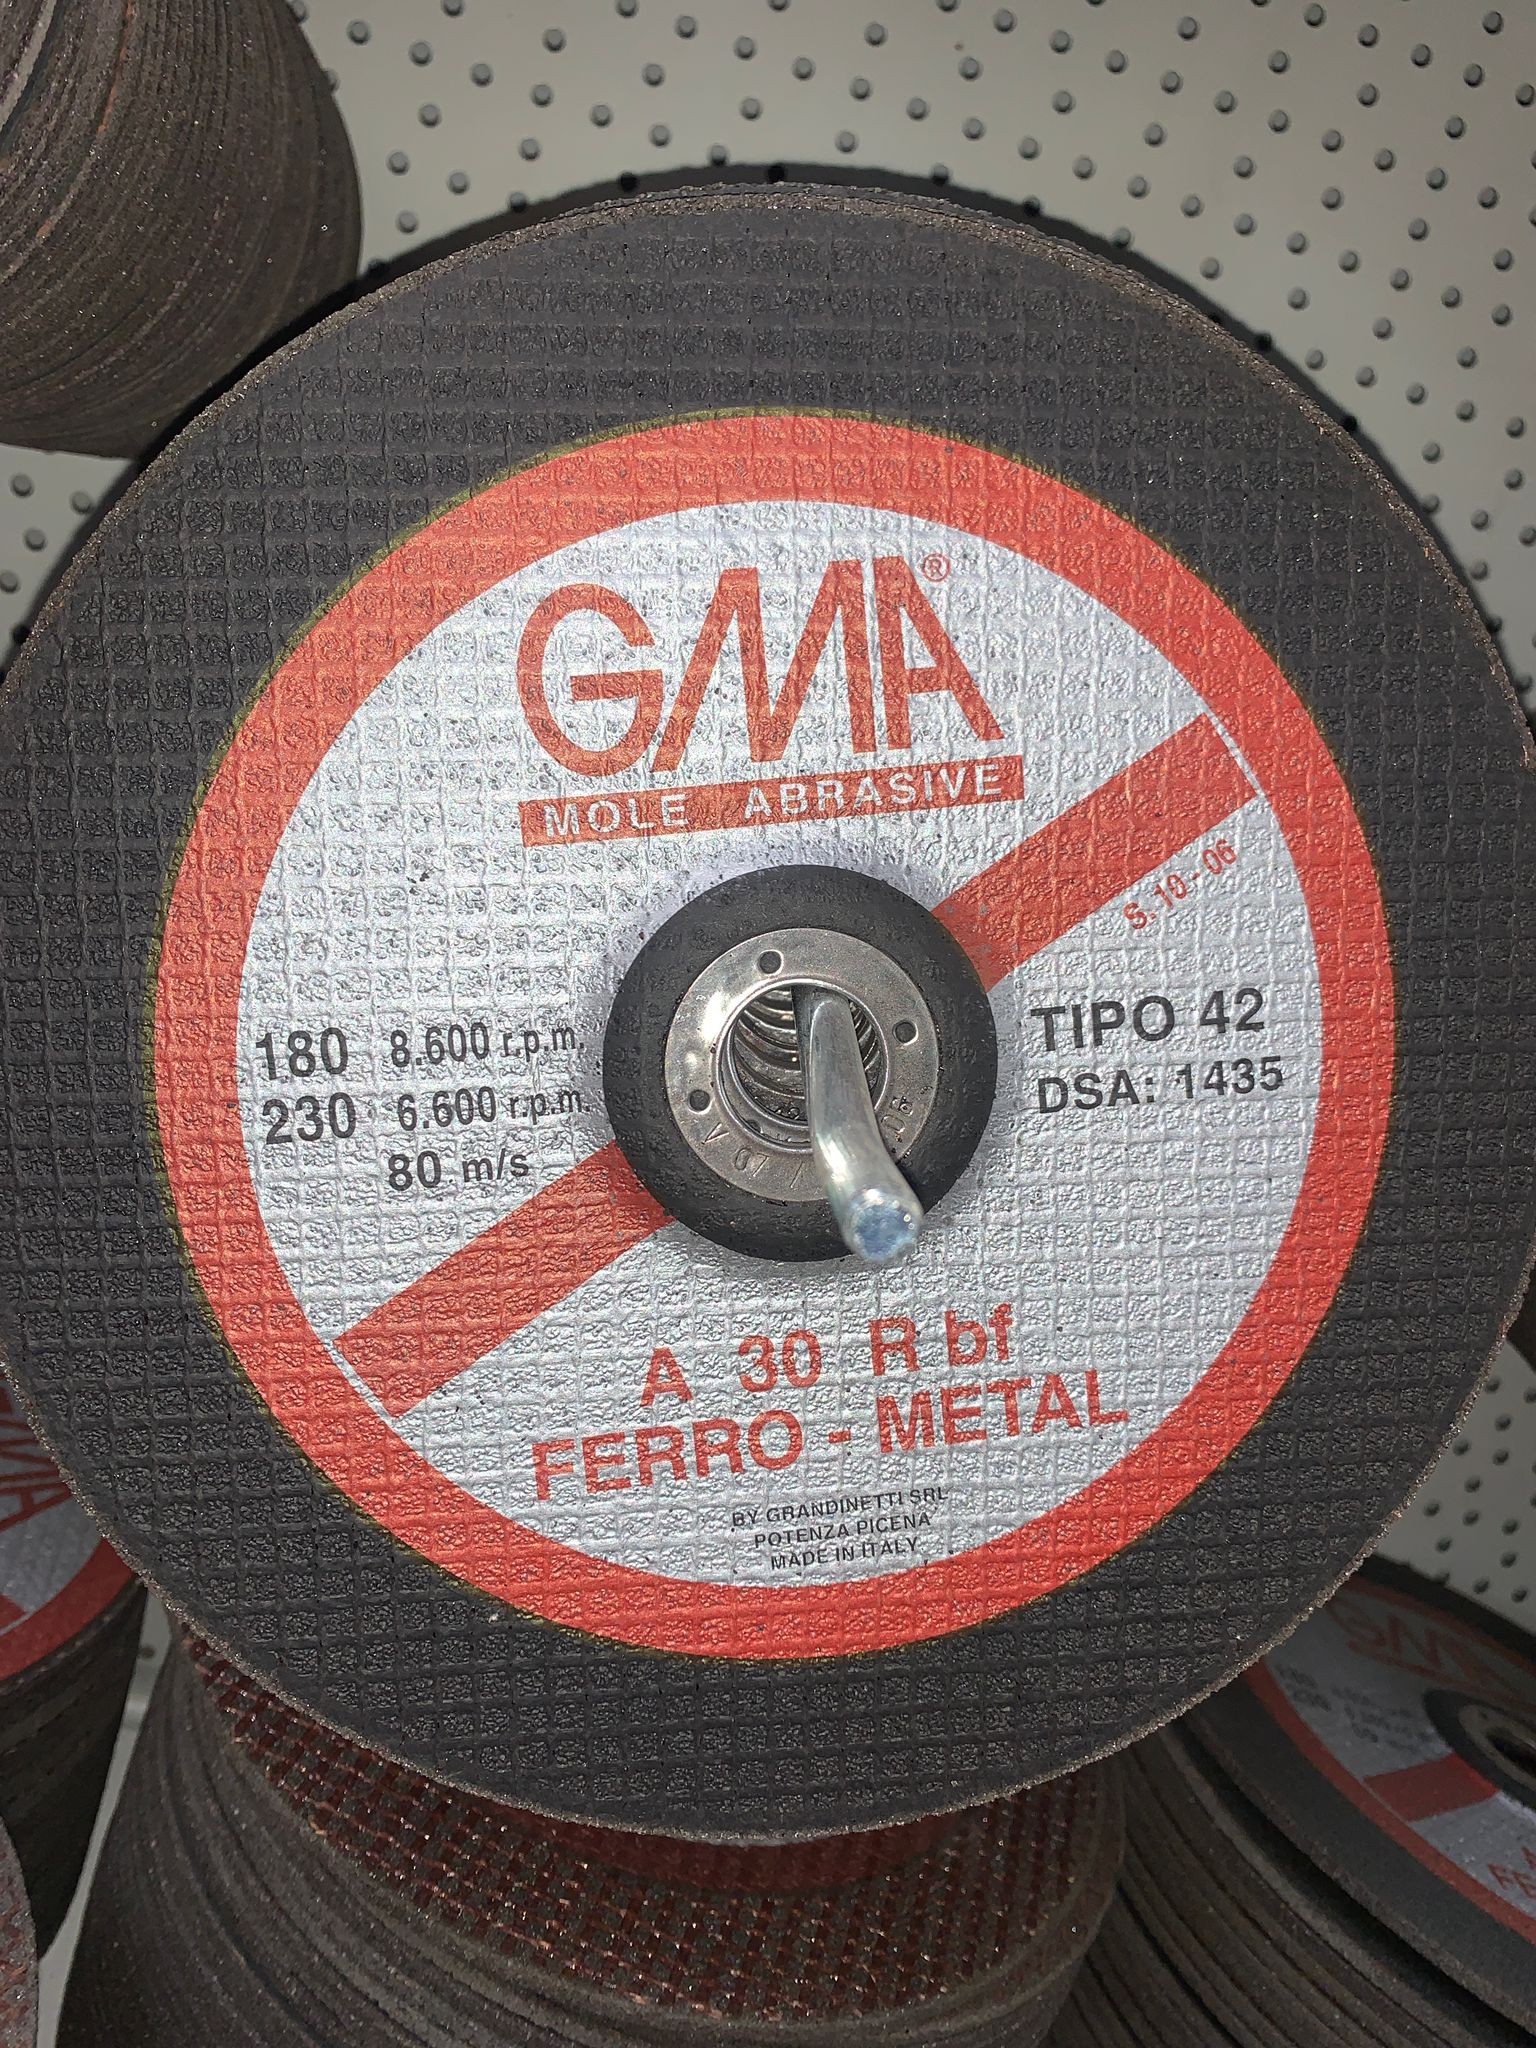 GMA®
MOLE ABRASIVE
S. 10 - 06
180 8.600 r.p.m.
230 6.600 r.p.m.
80 m/s
TIPO 42
DSA: 1435
A 30 R bf
FERRO - METAL
BY GRANDINETTI SRL
POTENZA PICENA
MADE IN ITALY